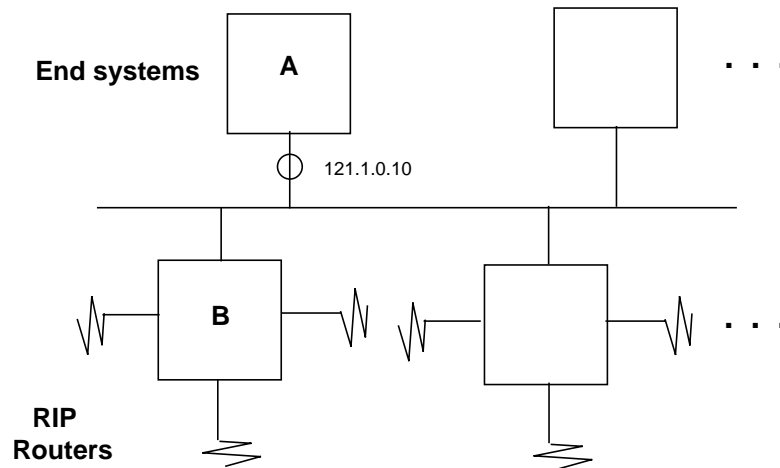 End systems
A
. . .
121.1.0.10
B
. . .
RIP
Routers